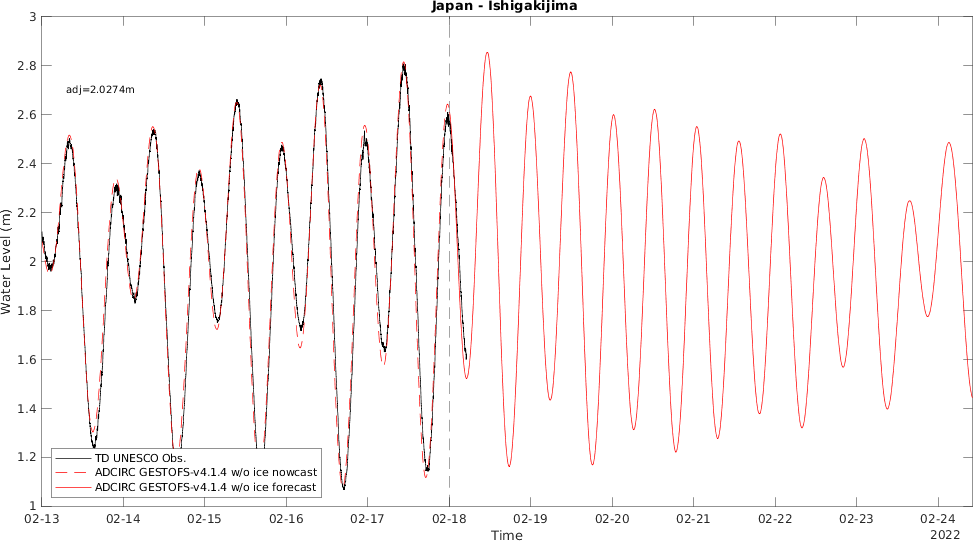 Japan - Ishigakijima
3
2.8
2.6
2.4
2.2
2
1.8
1.6
1.4
1.2
1
Water Level (m)
adj=2.0274m
TD UNESCO Obs.
ADCIRC GESTOFS-v4.1.4 w/o ice nowcast
ADCIRC GESTOFS-v4.1.4 w/o ice forecast
02-13 02-14 02-15 02-16 02-17 02-18 02-19 02-20 02-21 02-22 02-23 02-24
Time
2022